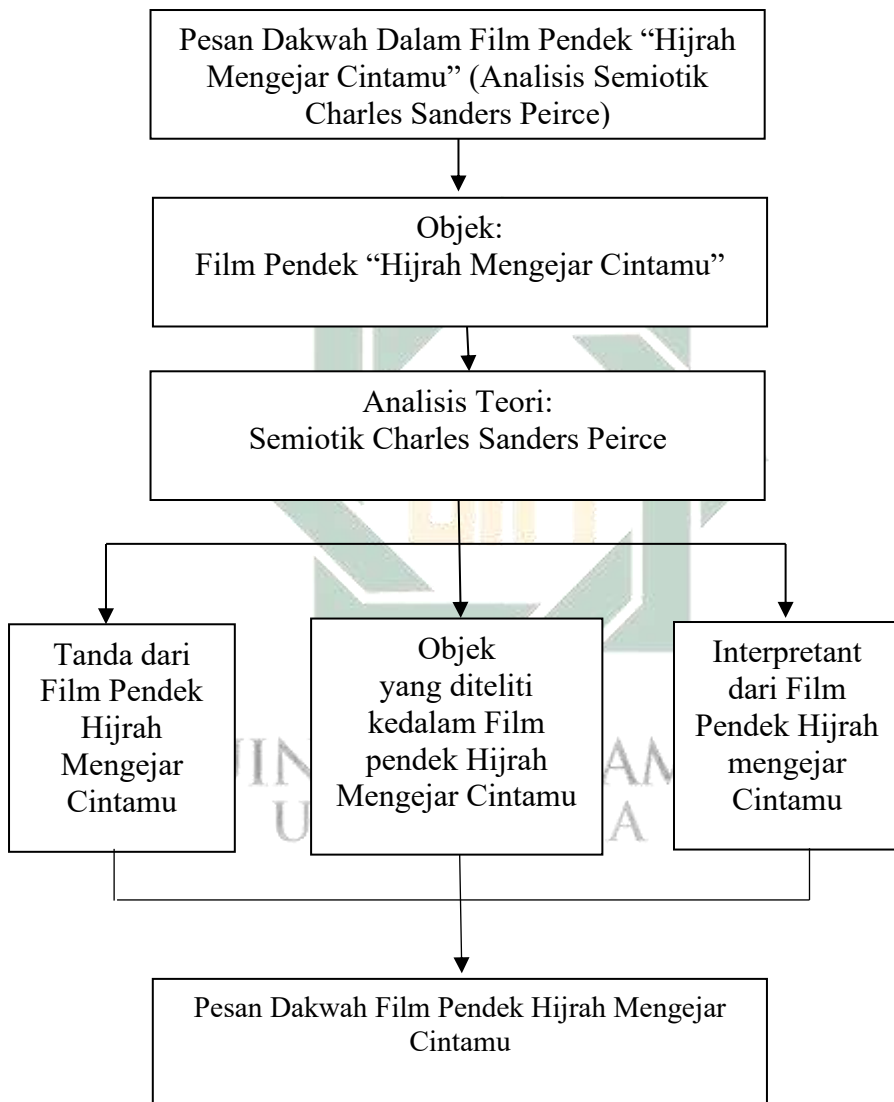 Pesan Dakwah Dalam Film Pendek “Hijrah
Mengejar Cintamu” (Analisis Semiotik
Charles Sanders Peirce)
Objek:
Film Pendek “Hijrah Mengejar Cintamu”
Analisis Teori:
Semiotik Charles Sanders Peirce
Tanda dari
Film Pendek
Hijrah
Mengejar
Cintamu
Objek
yang diteliti
kedalam Film
pendek Hijrah
Mengejar Cintamu
Interpretant
dari Film
Pendek Hijrah
mengejar
Cintamu
Pesan Dakwah Film Pendek Hijrah Mengejar
Cintamu